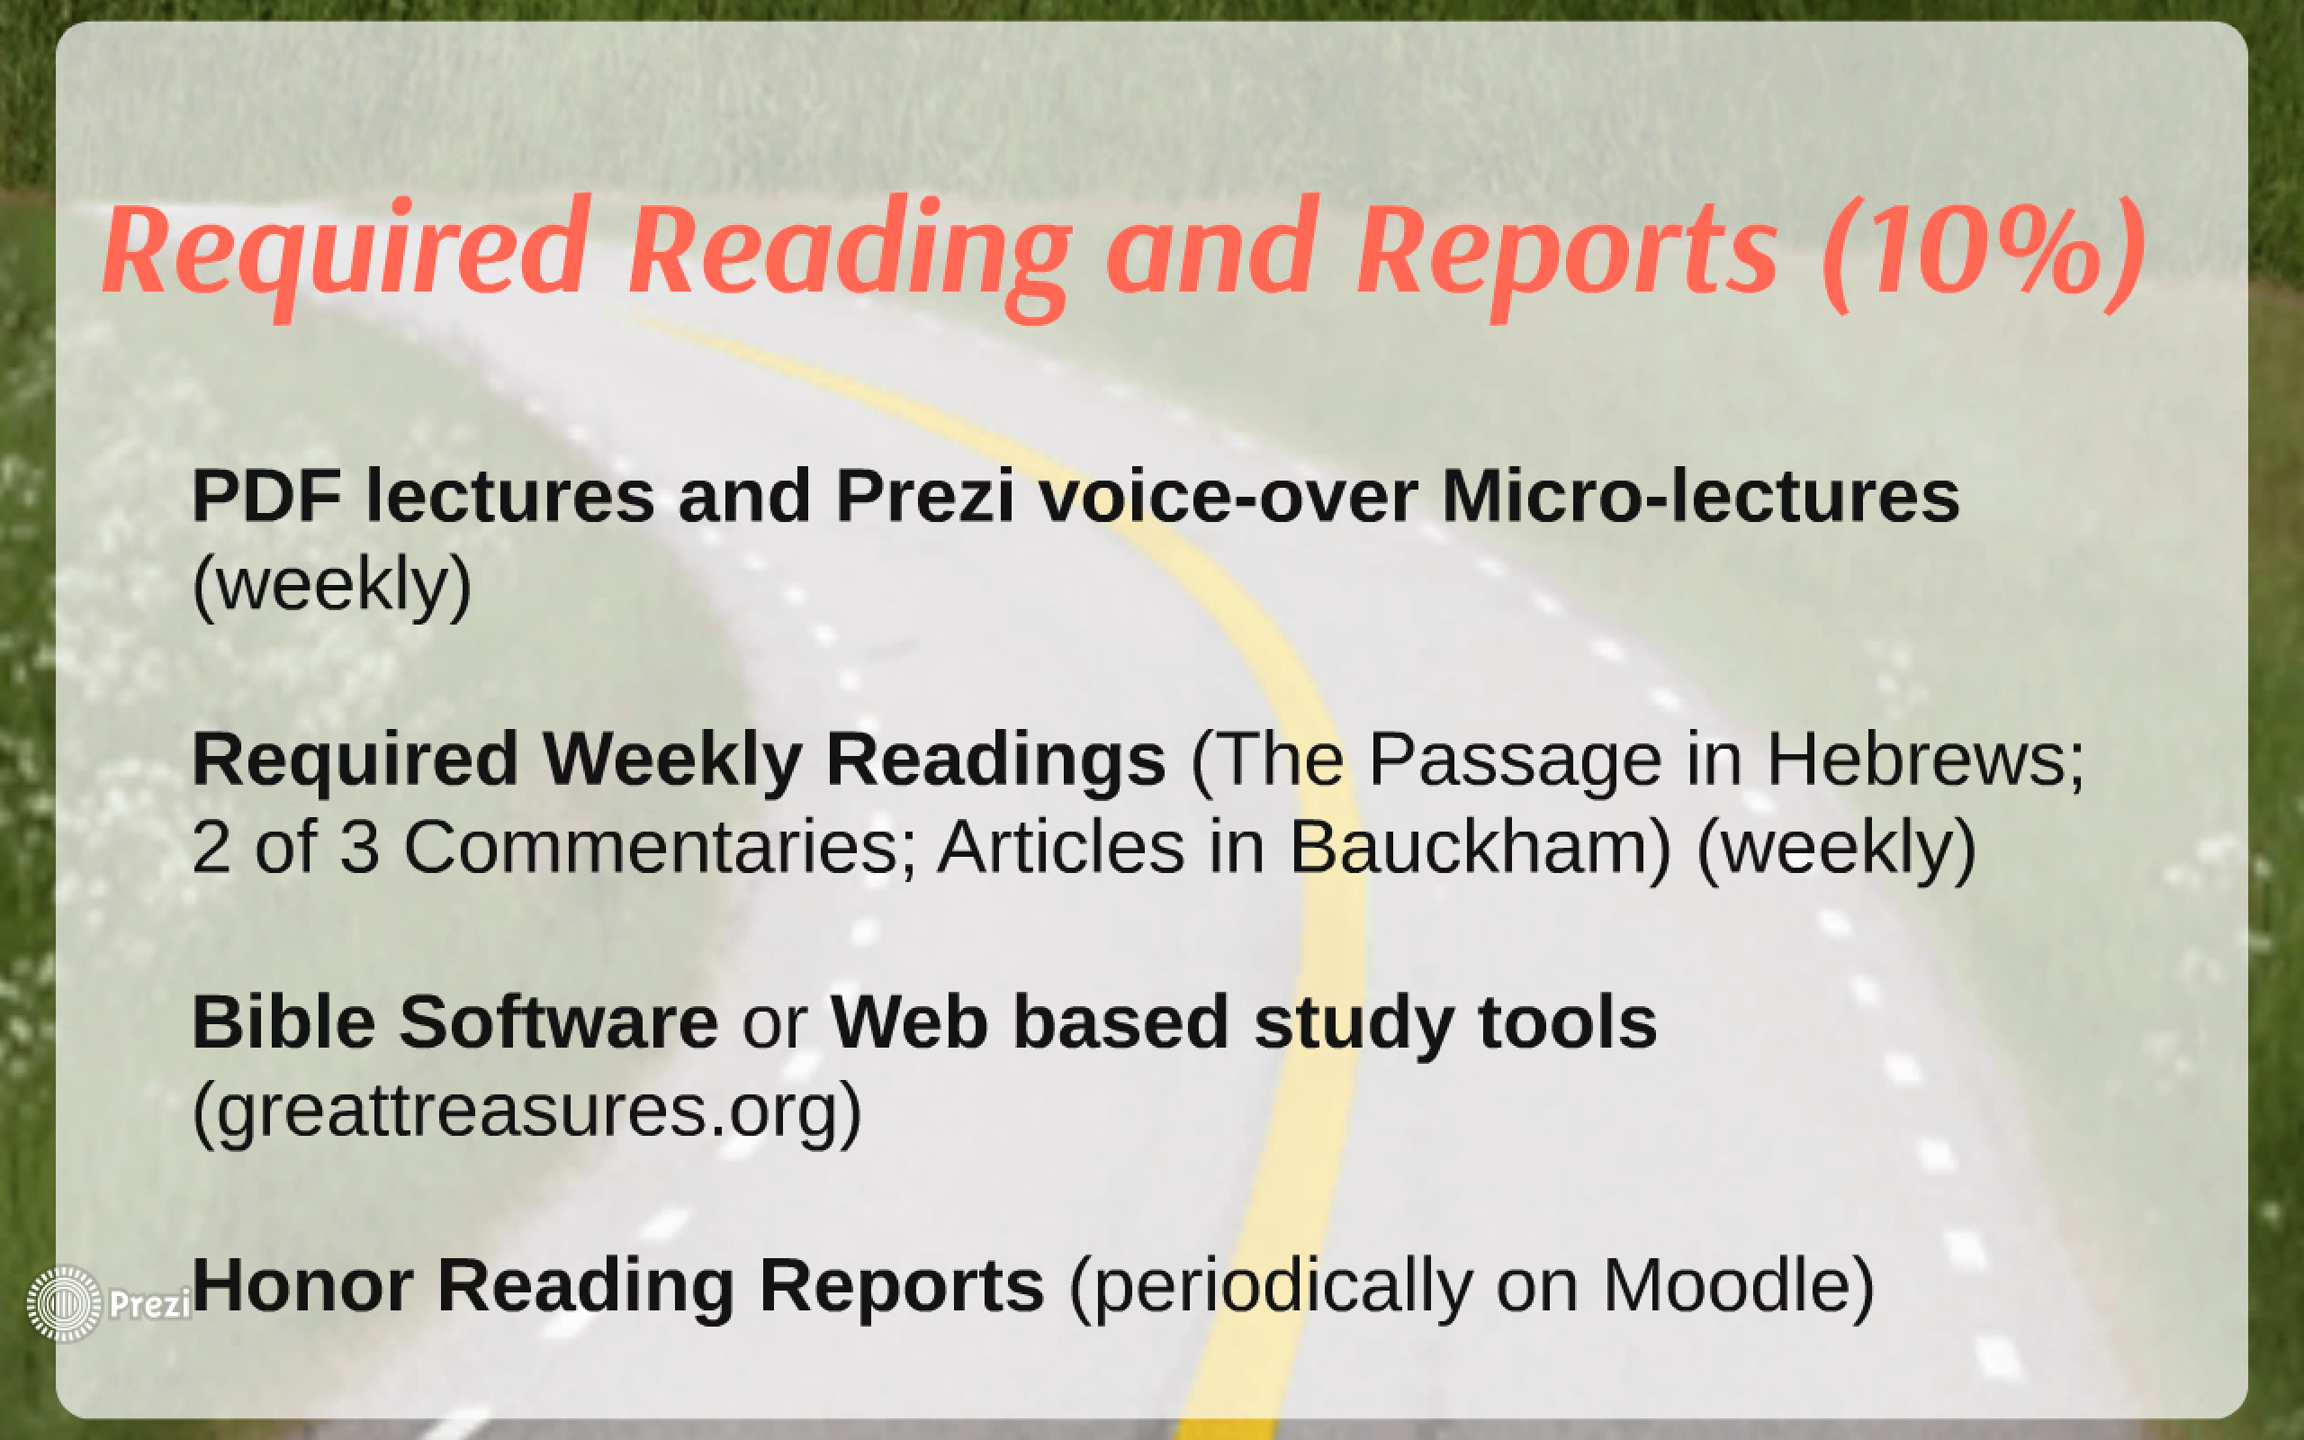 Required Reading and Reports (10%)
PDF lectures and Prezi voice-over Micro-lectures
(weekly)
Required Weekly Readings (The Passage in Hebrews;
2 of 3 Commentaries; Articles in Bauckham) (weekly)
Bible Software or Web based study tools
(greattreasures.org)
Honor Reading Reports (periodically on Moodle)
Prezi